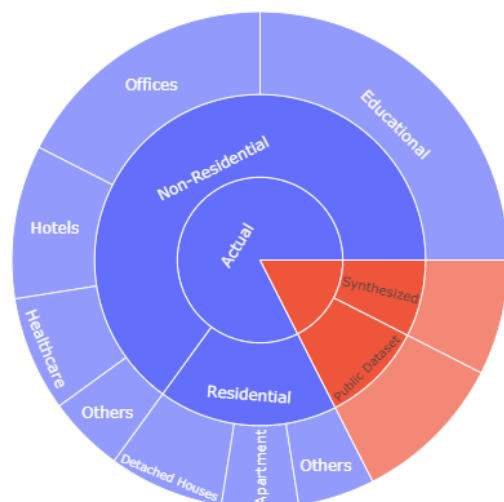 Offices
Educational
Non-Residential
Hotels
Actual
Synthesized
Public Dataset
Healthcare
Residential
Others
Detached Houses
Apartment
Others